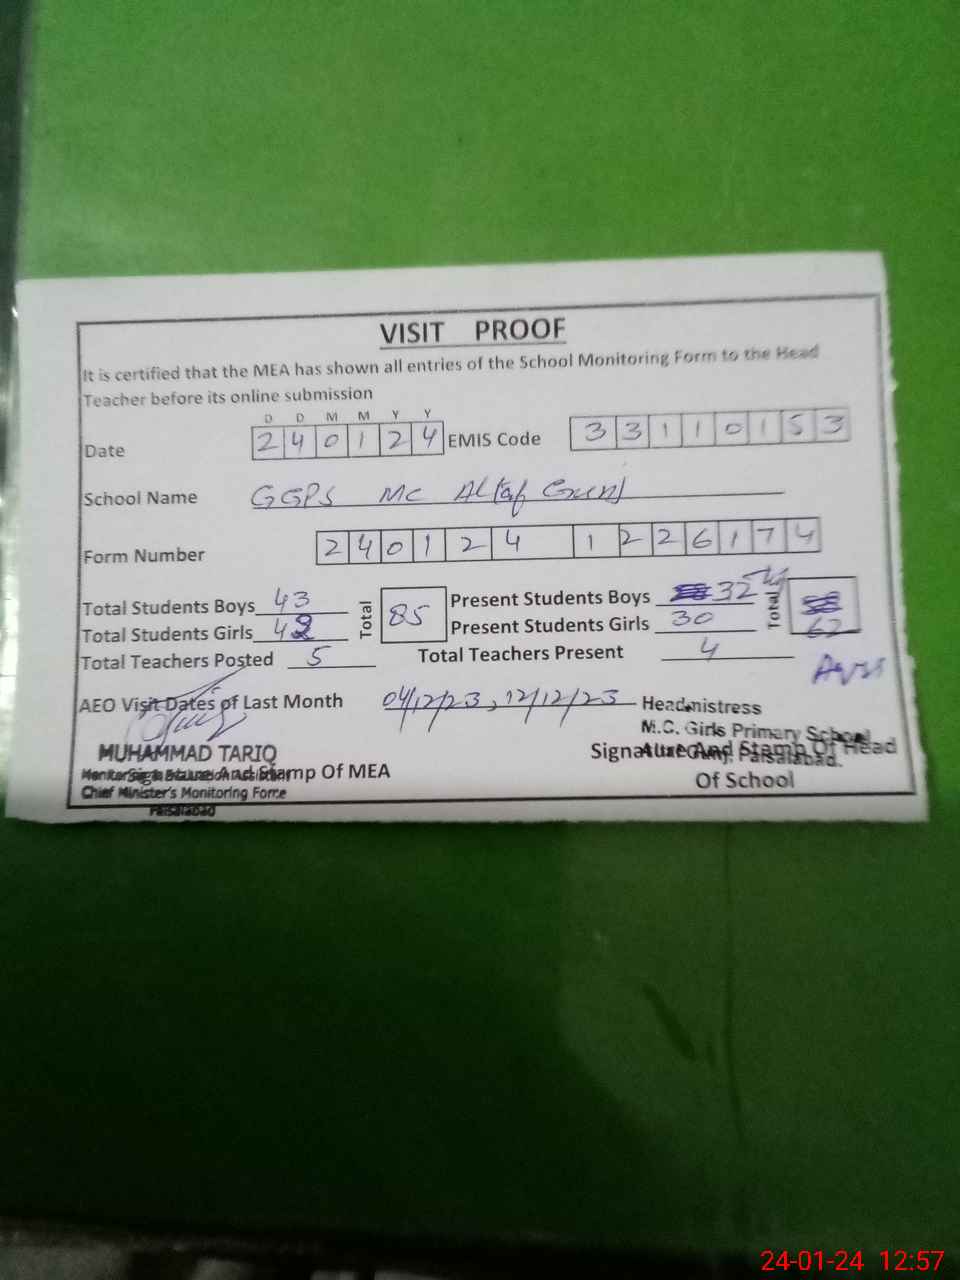 VISIT PROOF
It is certified that the MEA has shown all entries of the School Monitoring Form to the Head
Teacher before its online submission
D D M M Y Y
Date 2 4 0 1 2 4 EMIS Code 3 3 1 1 0 1 5 3
School Name GGPS MC Altaf
Form Number 2 4 0 1 2 4 1 2 2 6 1 7 4
Total Students Boys 43 Total 85 Present Students Boys 32 Total 62
Total Students Girls 42 Present Students Girls 30
Total Teachers Posted 5 Total Teachers Present 4
AEO Visit Dates of Last Month 04/12/23, 12/12/23
Headmistress
M.C. Girls Primary School
Faisalabad.
MUHAMMAD TARIQ
Signature And Stamp Of MEA
Chief Minister's Monitoring Force
Faisalabad
Signature And Stamp Of Head
Of School
24-01-24 12:57